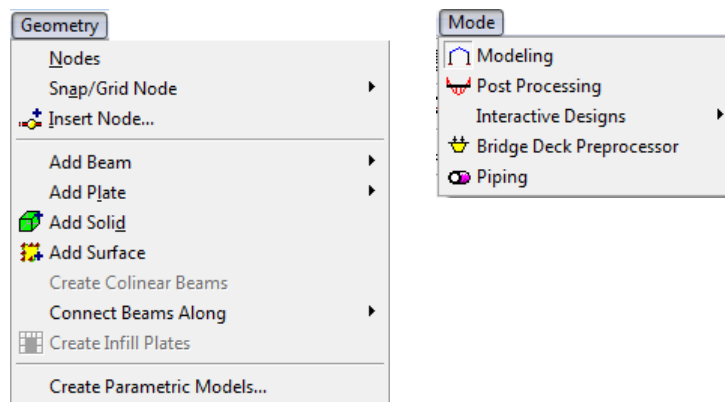 Geometry
Nodes
Snap/Grid Node
Insert Node...
Add Beam
Add Plate
Add Solid
Add Surface
Create Colinear Beams
Connect Beams Along
Create Infill Plates
Create Parametric Models...
Mode
Modeling
Post Processing
Interactive Designs
Bridge Deck Preprocessor
Piping